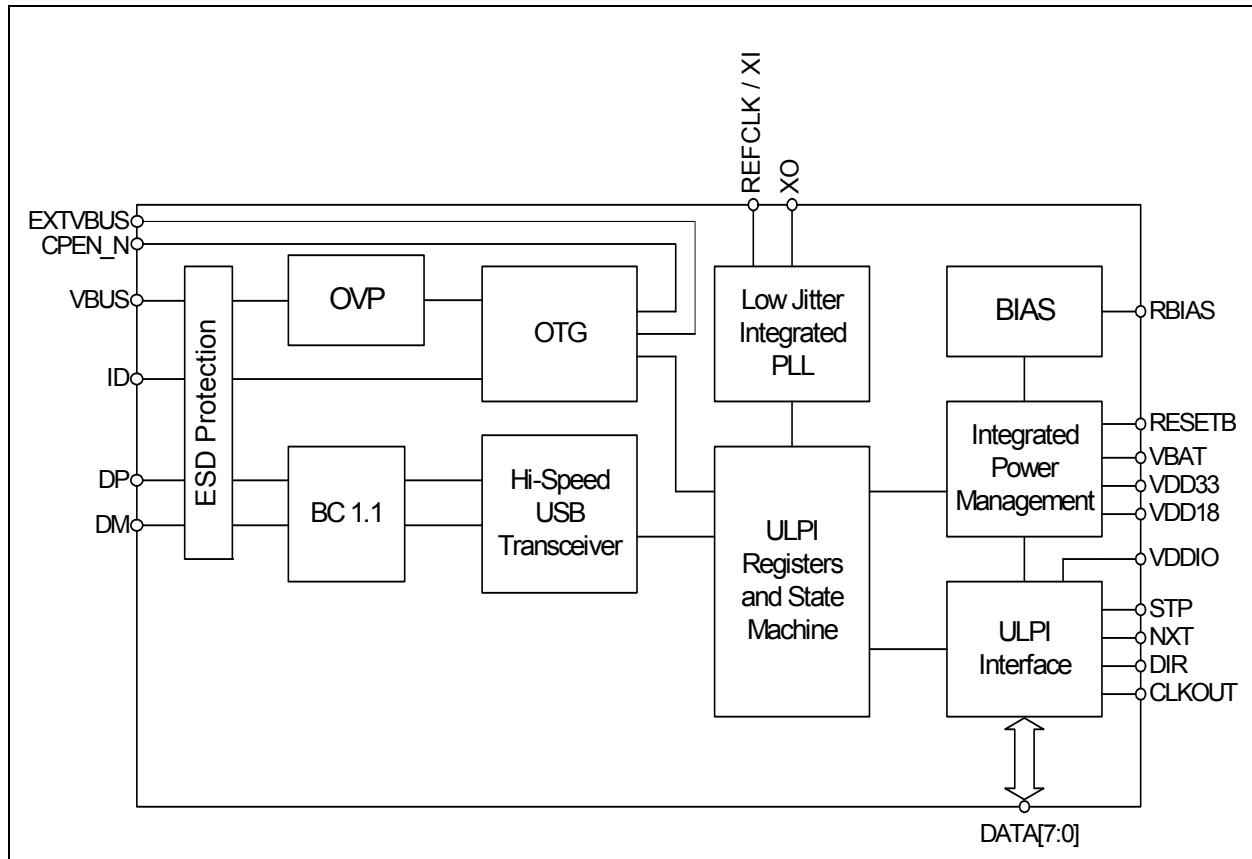 REFCLK / XI
XO
EXTVBUS
CPEN_N
VBUS
ID
DP
DM
ESD Protection
OVP
OTG
BC 1.1
Hi-Speed
USB
Transceiver
Low Jitter
Integrated
PLL
ULPI
Registers
and State
Machine
BIAS
Integrated
Power
Management
ULPI
Interface
RBIAS
RESETB
VBAT
VDD33
VDD18
VDDIO
STP
NXT
DIR
CLKOUT
DATA[7:0]